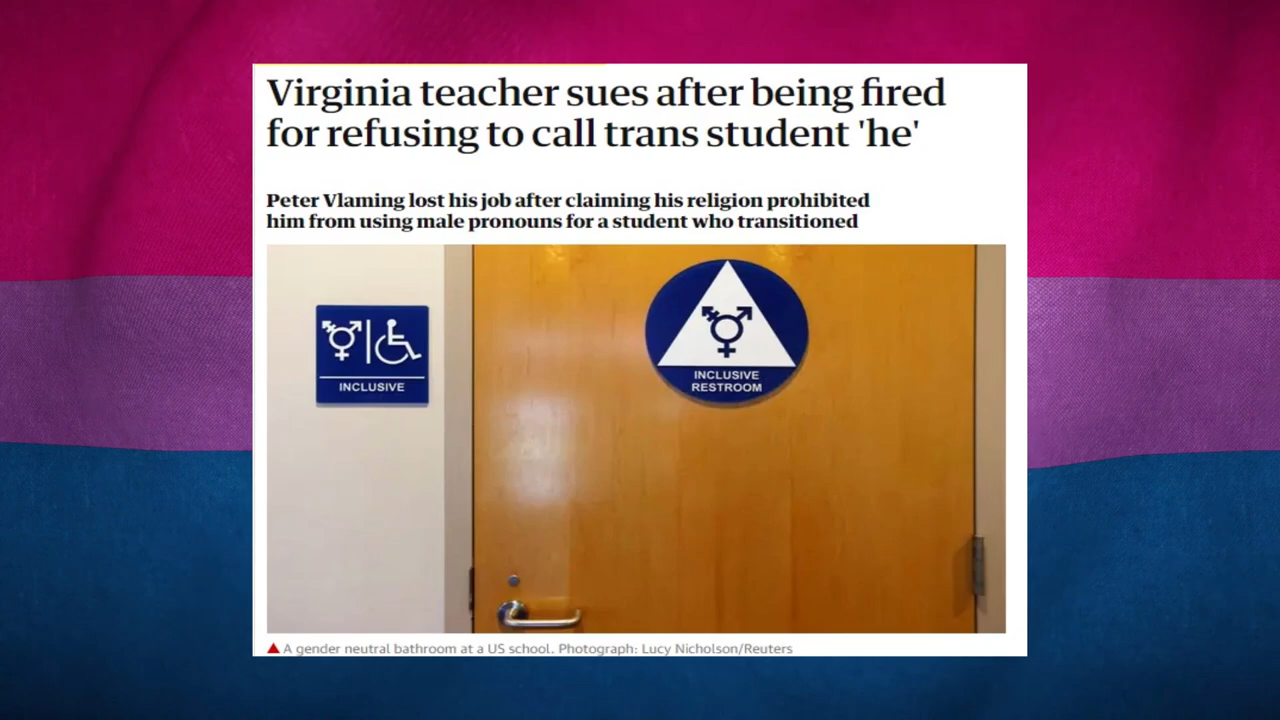 Virginia teacher sues after being fired
for refusing to call trans student 'he'
Peter Vlaming lost his job after claiming his religion prohibited
him from using male pronouns for a student who transitioned
INCLUSIVE
INCLUSIVE
RESTROOM
A gender neutral bathroom at a US school. Photograph: Lucy Nicholson/Reuters